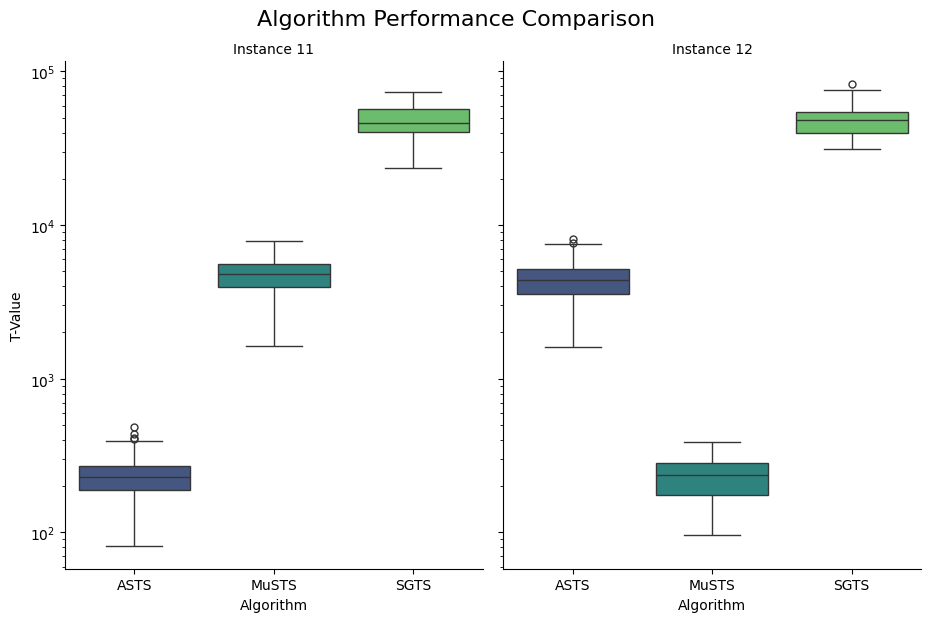 Algorithm Performance Comparison
Instance 11
Instance 12
T-Value
10^5
10^4
10^3
10^2
ASTS
MuSTS
SGTS
ASTS
MuSTS
SGTS
Algorithm
Algorithm